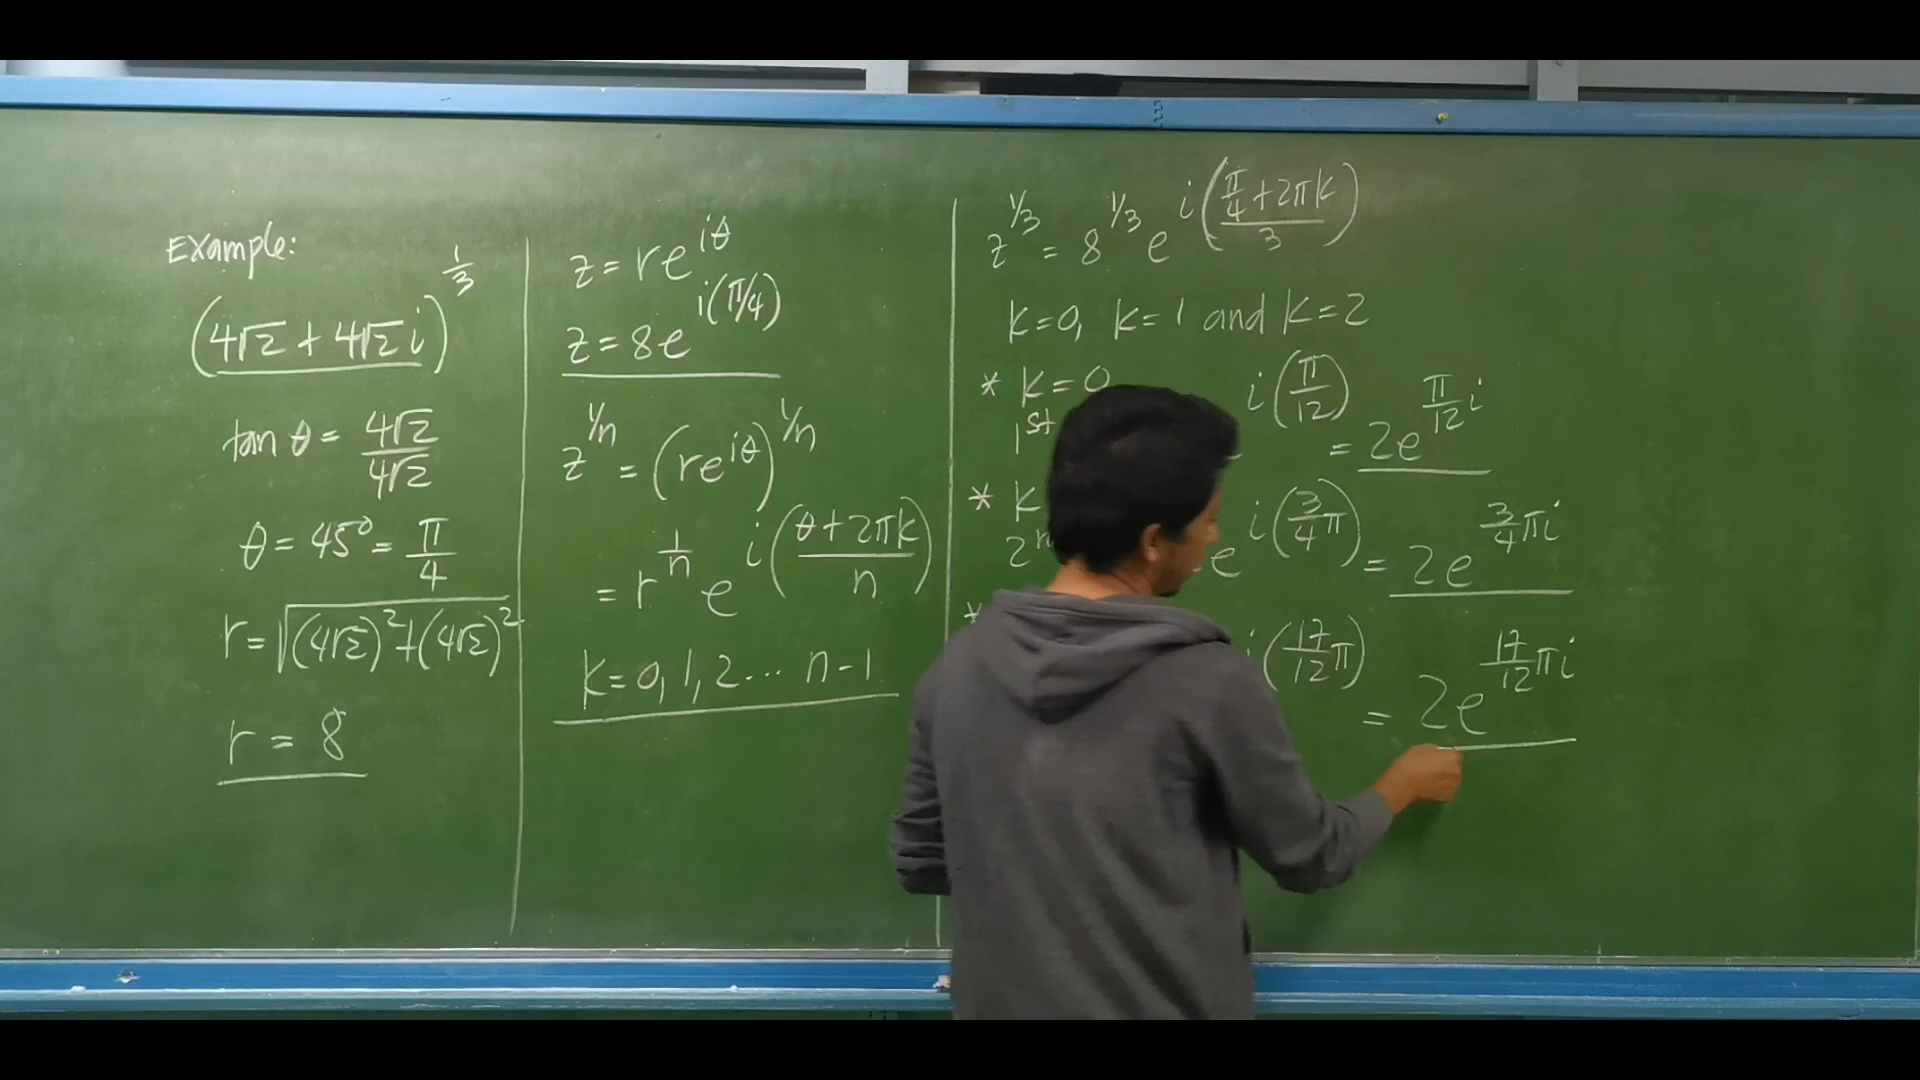 Example:
(4√2 + 4√2 i)^(1/3)
tan θ = 4√2/4√2
θ = 45° = π/4
r = √((4√2)² + (4√2)²)
r = 8
z = re^(iθ)
z = 8e^(i(π/4))
z^(1/n) = (re^(iθ))^(1/n)
= r^(1/n) e^(i((θ+2πk)/n))
k=0, 1, 2... n-1
z^(1/3) = 8^(1/3) e^(i((π/4+2πk)/3))
k=0, k=1 and k=2
* k=0
1st i(π/12) = 2e^(π/12 i)
* k
2 e^(i(3/4 π)) = 2e^(3/4 πi)
* i(17/12 π) = 2e^(17/12 πi)